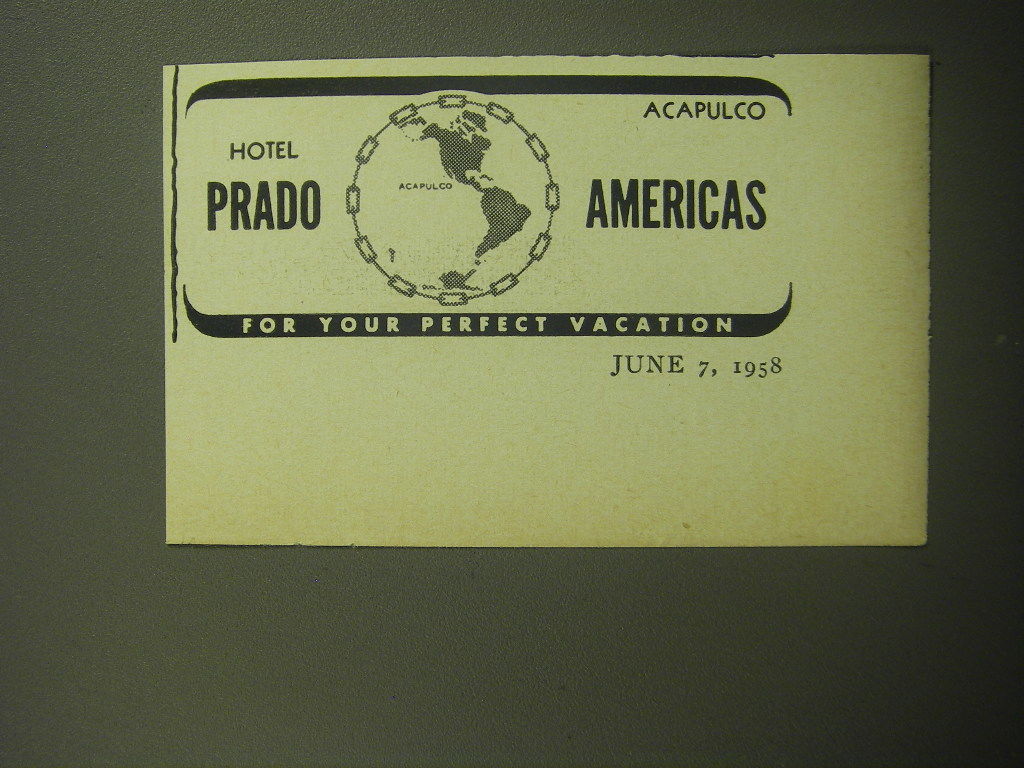 ACAPULCO
HOTEL
PRADO
ACAPULCO
AMERICAS
FOR YOUR PERFECT VACATION
JUNE 7, 1958